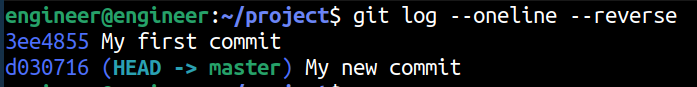 engineer@engineer:~/project$ git log --oneline --reverse
3ee4855 My first commit
d030716 (HEAD -> master) My new commit